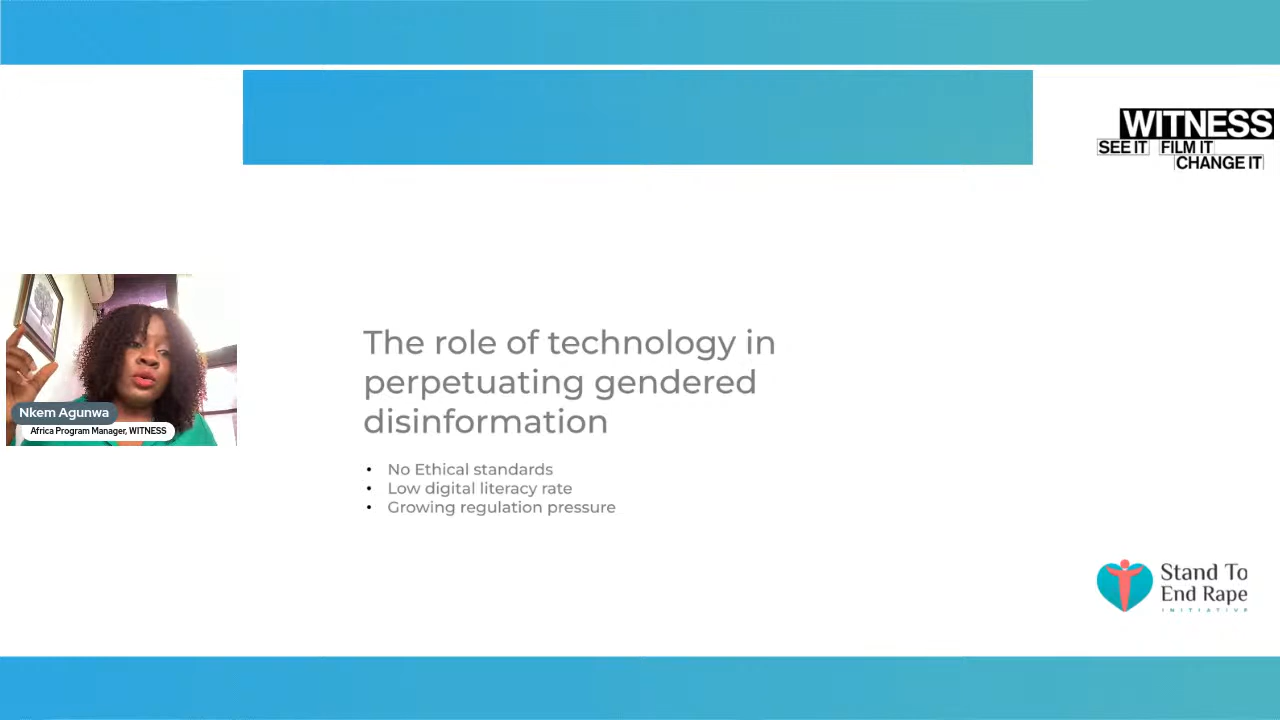 WITNESS
SEE IT FILM IT
CHANGE IT
Nkem Agunwa
Africa Program Manager, WITNESS
The role of technology in
perpetuating gendered
disinformation
• No Ethical standards
• Low digital literacy rate
• Growing regulation pressure
Stand To
End Rape
INITIATIVE